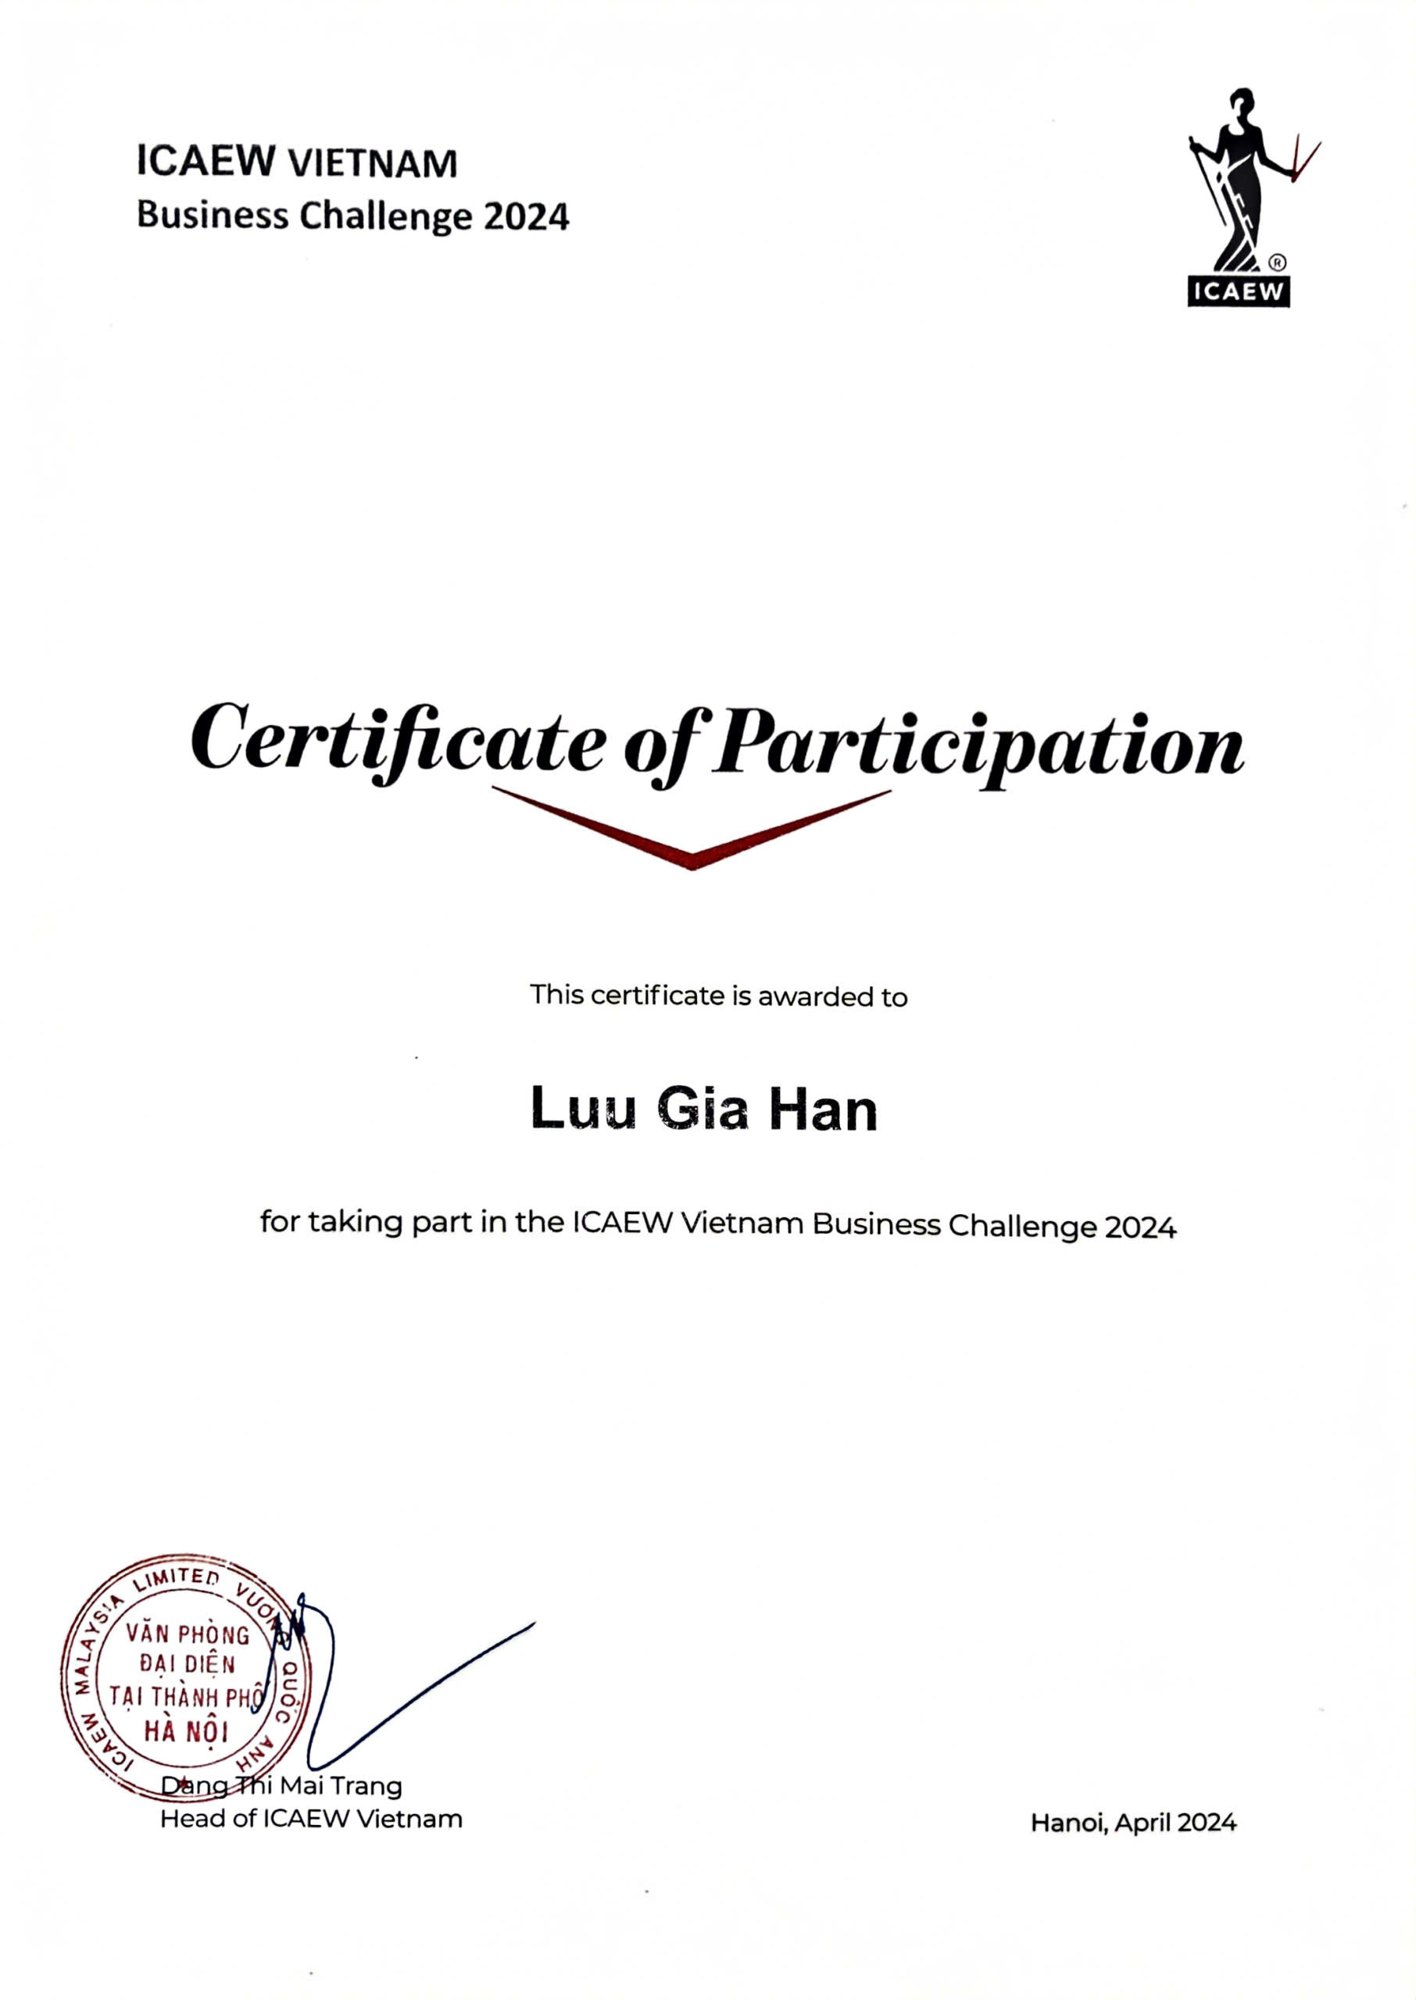 ICAEW VIETNAM
Business Challenge 2024
®
ICAEW
Certificate of Participation
This certificate is awarded to
Luu Gia Han
for taking part in the ICAEW Vietnam Business Challenge 2024
ICAEW MALAYSIA LIMITED VƯƠNG QUỐC ANH
VĂN PHÒNG
ĐẠI DIỆN
TẠI THÀNH PHỐ
HÀ NỘI
Dang Thi Mai Trang
Head of ICAEW Vietnam
Hanoi, April 2024